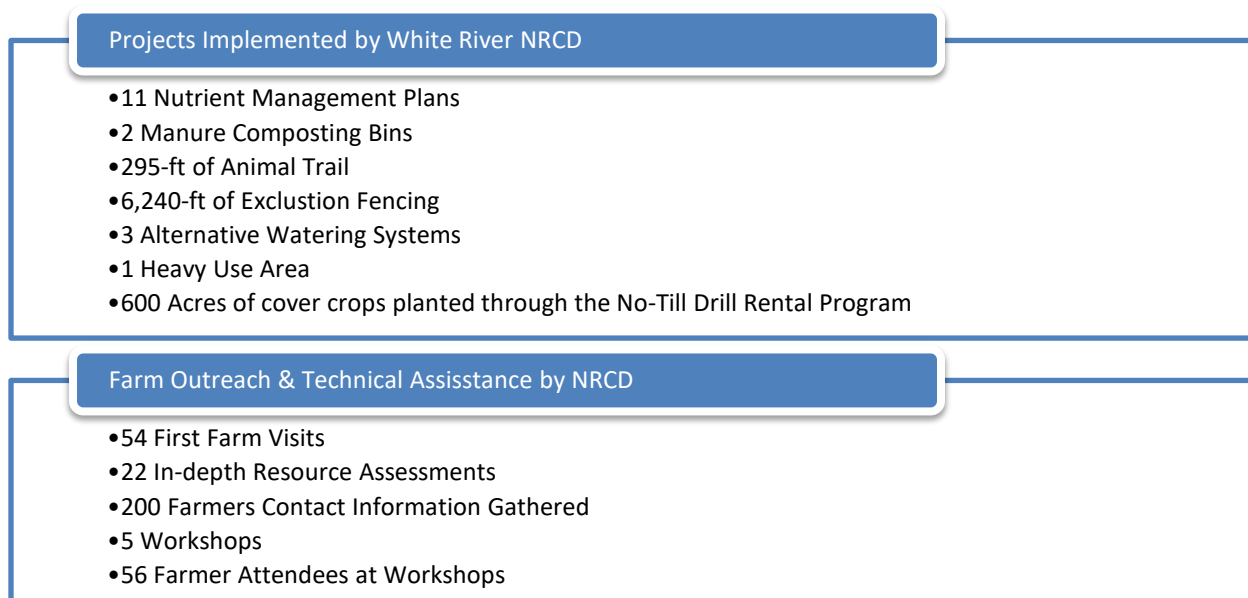 Projects Implemented by White River NRCD
•11 Nutrient Management Plans
•2 Manure Composting Bins
•295-ft of Animal Trail
•6,240-ft of Exclustion Fencing
•3 Alternative Watering Systems
•1 Heavy Use Area
•600 Acres of cover crops planted through the No-Till Drill Rental Program
Farm Outreach & Technical Assisstance by NRCD
•54 First Farm Visits
•22 In-depth Resource Assessments
•200 Farmers Contact Information Gathered
•5 Workshops
•56 Farmer Attendees at Workshops